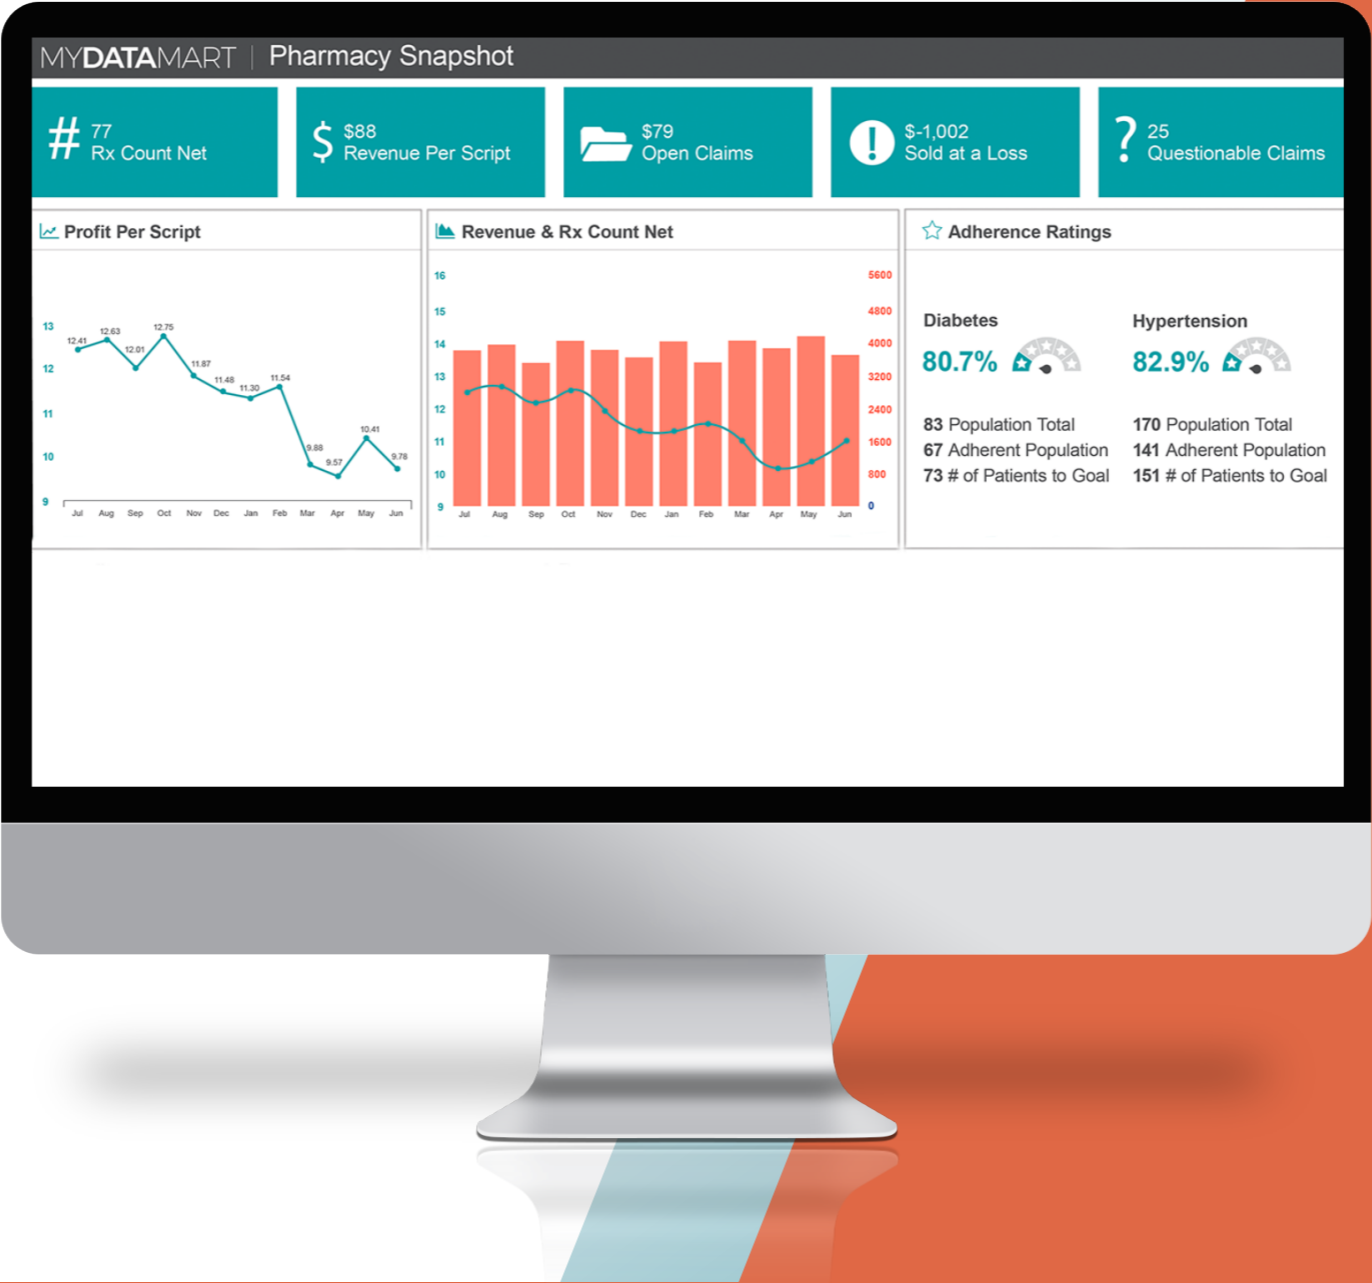 MYDATAMART | Pharmacy Snapshot
# 77
Rx Count Net
$ $88
Revenue Per Script
$79
Open Claims
! $-1,002
Sold at a Loss
? 25
Questionable Claims
Profit Per Script
13
12
11
10
9
12.41
12.63
12.01
12.75
11.87
11.48
11.30
11.54
9.88
9.57
10.41
9.78
Jul Aug Sep Oct Nov Dec Jan Feb Mar Apr May Jun
Revenue & Rx Count Net
16 5600
15 4800
14 4000
13 3200
12 2400
11 1600
10 800
9 0
Jul Aug Sep Oct Nov Dec Jan Feb Mar Apr May Jun
Adherence Ratings
Diabetes
80.7%
83 Population Total
67 Adherent Population
73 # of Patients to Goal
Hypertension
82.9%
170 Population Total
141 Adherent Population
151 # of Patients to Goal